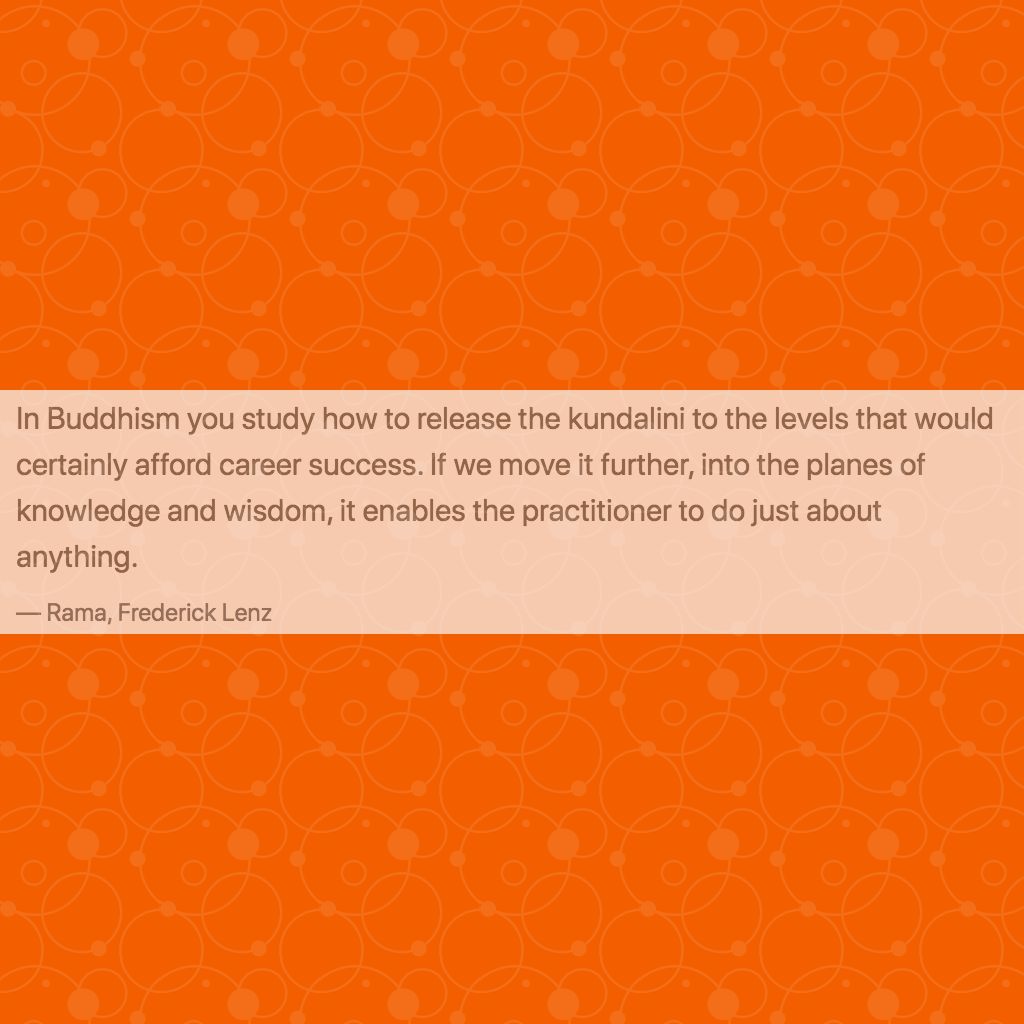 In Buddhism you study how to release the kundalini to the levels that would
certainly afford career success. If we move it further, into the planes of
knowledge and wisdom, it enables the practitioner to do just about
anything.
— Rama, Frederick Lenz